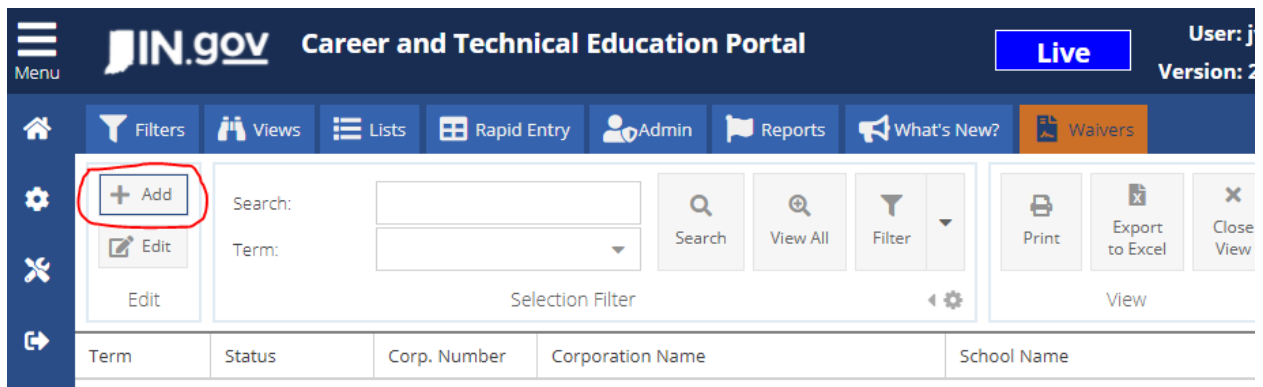 Menu
IN.gov
Career and Technical Education Portal
Live
User: j
Version: 2
Filters
Views
Lists
Rapid Entry
Admin
Reports
What's New?
Waivers
Add
Edit
Edit
Search:
Term:
Search
View All
Filter
Selection Filter
Print
Export
to Excel
Close
View
View
Term
Status
Corp. Number
Corporation Name
School Name